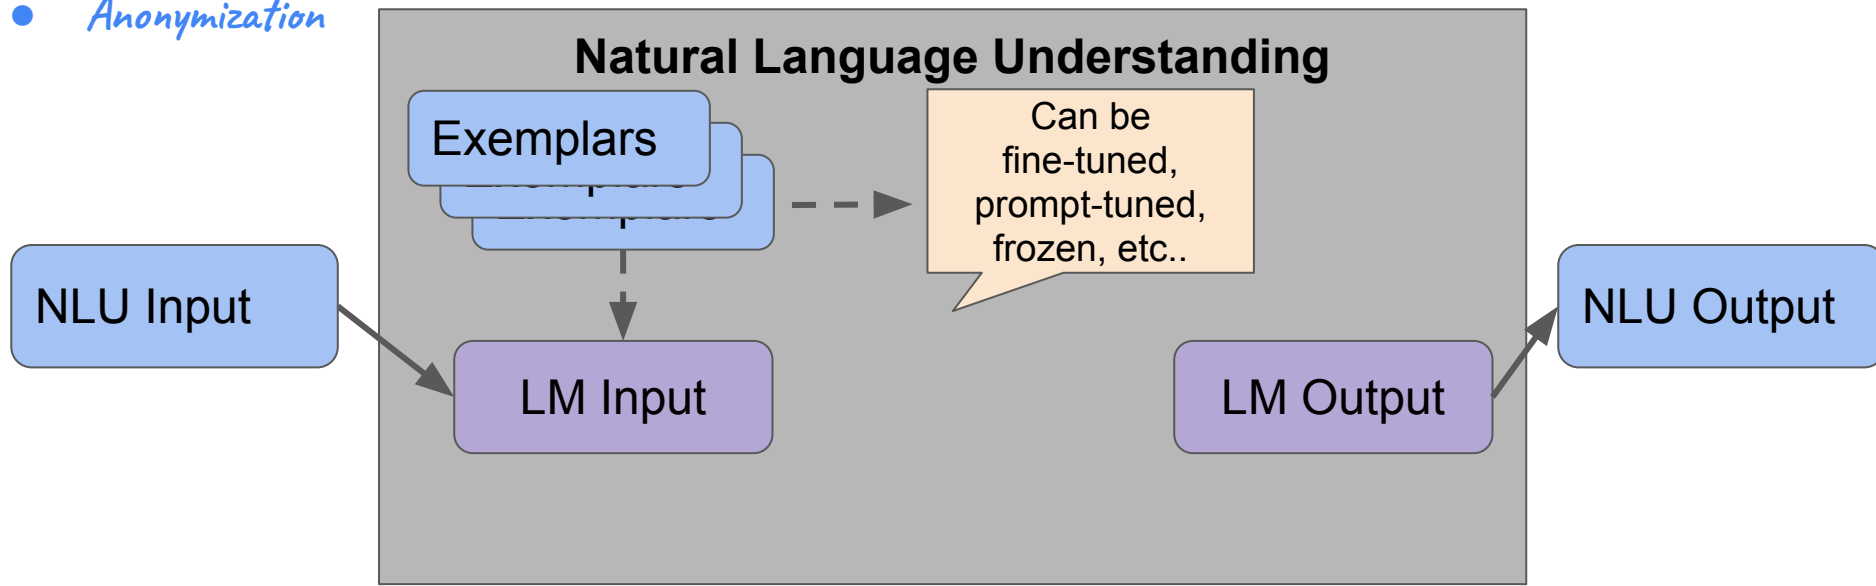 Anonymization
Natural Language Understanding
Exemplars
Can be
fine-tuned,
prompt-tuned,
frozen, etc..
NLU Input
LM Input
LM Output
NLU Output